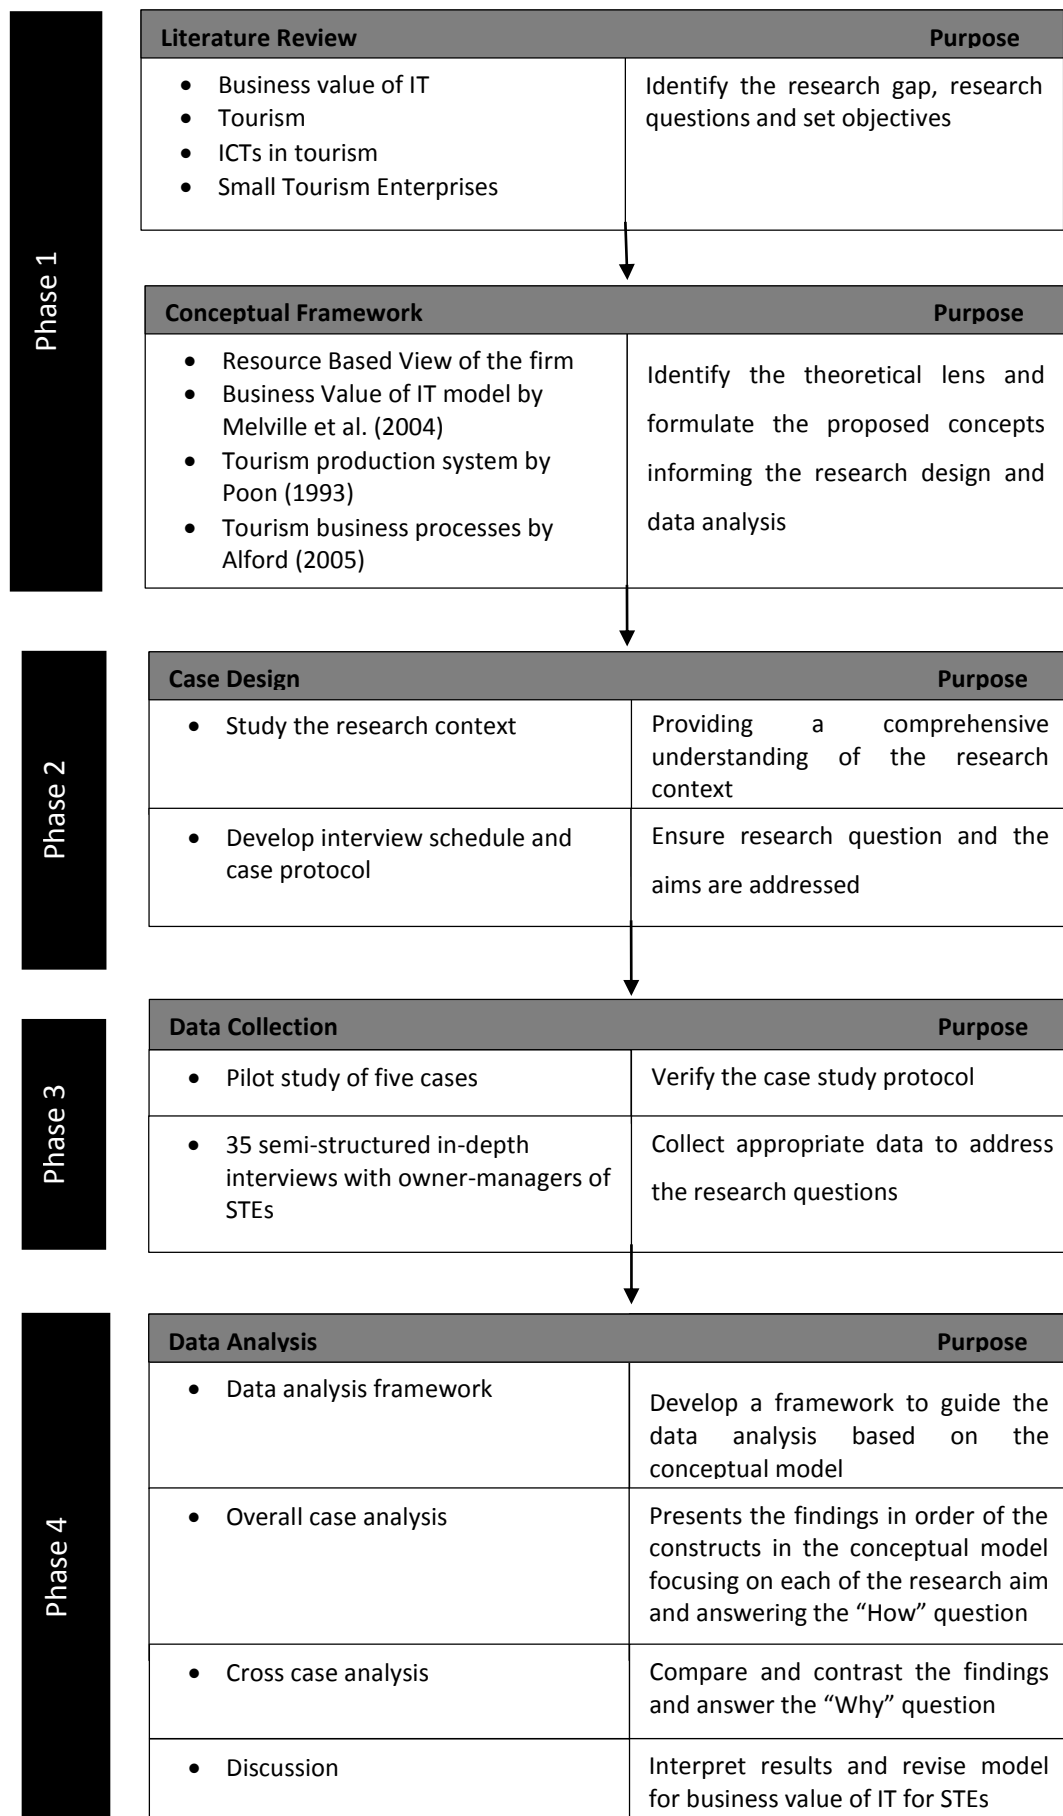 Phase 1
Literature Review Purpose
• Business value of IT
• Tourism
• ICTs in tourism
• Small Tourism Enterprises
Identify the research gap, research
questions and set objectives
Conceptual Framework Purpose
• Resource Based View of the firm
• Business Value of IT model by
Melville et al. (2004)
• Tourism production system by
Poon (1993)
• Tourism business processes by
Alford (2005)
Identify the theoretical lens and
formulate the proposed concepts
informing the research design and
data analysis
Phase 2
Case Design Purpose
• Study the research context
Providing a comprehensive
understanding of the research
context
• Develop interview schedule and
case protocol
Ensure research question and the
aims are addressed
Phase 3
Data Collection Purpose
• Pilot study of five cases
Verify the case study protocol
• 35 semi-structured in-depth
interviews with owner-managers of
STEs
Collect appropriate data to address
the research questions
Phase 4
Data Analysis Purpose
• Data analysis framework
Develop a framework to guide the
data analysis based on the
conceptual model
• Overall case analysis
Presents the findings in order of the
constructs in the conceptual model
focusing on each of the research aim
and answering the “How” question
• Cross case analysis
Compare and contrast the findings
and answer the “Why” question
• Discussion
Interpret results and revise model
for business value of IT for STEs